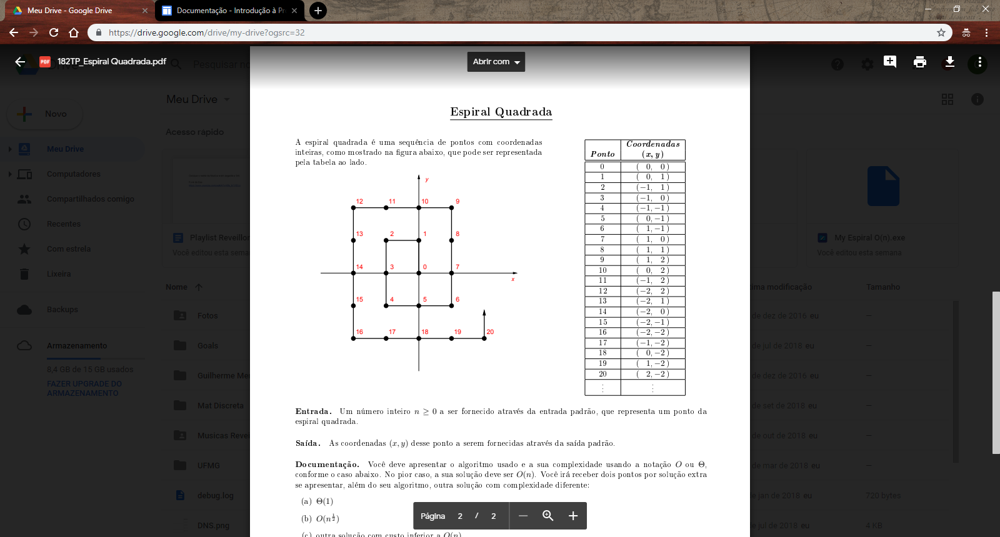 Meu Drive - Google Drive
Documentação - Introdução à Pr
https://drive.google.com/drive/my-drive?ogsrc=32
182TP_Espiral Quadrada.pdf
Pesquisar no
Abrir com
Novo
Meu Drive
Computadores
Compartilhados comigo
Recentes
Com estrela
Lixeira
Backups
Armazenamento
8,4 GB de 15 GB usados
FAZER UPGRADE DO
ARMAZENAMENTO
Meu Drive
Acesso rápido
Playlist Reveillon
Você editou esta sema
My Espiral O(n).exe
Você editou esta semana
Nome
Tamanho
Fotos
de dez de 2016 eu
—
Goals
de jul de 2018 eu
—
Guilherme Me
de dez de 2016 eu
—
Mat Discreta
de set de 2018 eu
—
Musicas Revei
de out de 2018 eu
—
UFMG
de mar de 2018 eu
—
debug.log
de jan de 2018 eu
720 bytes
DNS.png
de jul de 2018 eu
4 KB
Espiral Quadrada
A espiral quadrada é uma sequência de pontos com coordenadas
inteiras, como mostrado na figura abaixo, que pode ser representada
pela tabela ao lado.
y
12 11 10 9
13 2 1 8
14 3 0 7
x
15 4 5 6
16 17 18 19 20
Coordenadas
Ponto (x, y)
0 ( 0, 0 )
1 ( 0, 1 )
2 (−1, 1 )
3 (−1, 0 )
4 (−1, −1 )
5 ( 0, −1 )
6 ( 1, −1 )
7 ( 1, 0 )
8 ( 1, 1 )
9 ( 1, 2 )
10 ( 0, 2 )
11 (−1, 2 )
12 (−2, 2 )
13 (−2, 1 )
14 (−2, 0 )
15 (−2, −1 )
16 (−2, −2 )
17 (−1, −2 )
18 ( 0, −2 )
19 ( 1, −2 )
20 ( 2, −2 )
⋮ ⋮
Entrada. Um número inteiro n ≥ 0 a ser fornecido através da entrada padrão, que representa um ponto da
espiral quadrada.
Saída. As coordenadas (x, y) desse ponto a serem fornecidas através da saída padrão.
Documentação. Você deve apresentar o algoritmo usado e a sua complexidade usando a notação O ou Θ,
conforme o caso abaixo. No pior caso, a sua solução deve ser O(n). Você irá receber dois pontos por solução extra
se apresentar, além do seu algoritmo, outra solução com complexidade diferente:
(a) Θ(1)
(b) O(n^½)
(c) outra solução com custo inferior a O(n)
Página 2 / 2